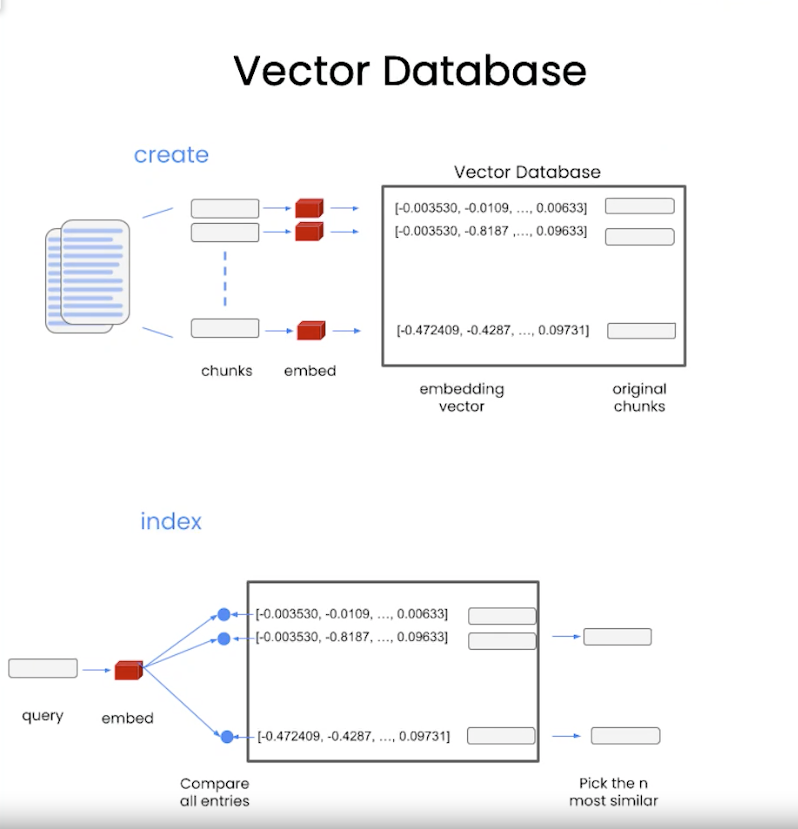 Vector Database
create
Vector Database
[-0.003530, -0.0109, ..., 0.00633]
[-0.003530, -0.8187 ,..., 0.09633]
[-0.472409, -0.4287, ..., 0.09731]
chunks
embed
embedding
vector
original
chunks
index
[-0.003530, -0.0109, ..., 0.00633]
[-0.003530, -0.8187, ..., 0.09633]
[-0.472409, -0.4287, ..., 0.09731]
query
embed
Compare
all entries
Pick the n
most similar